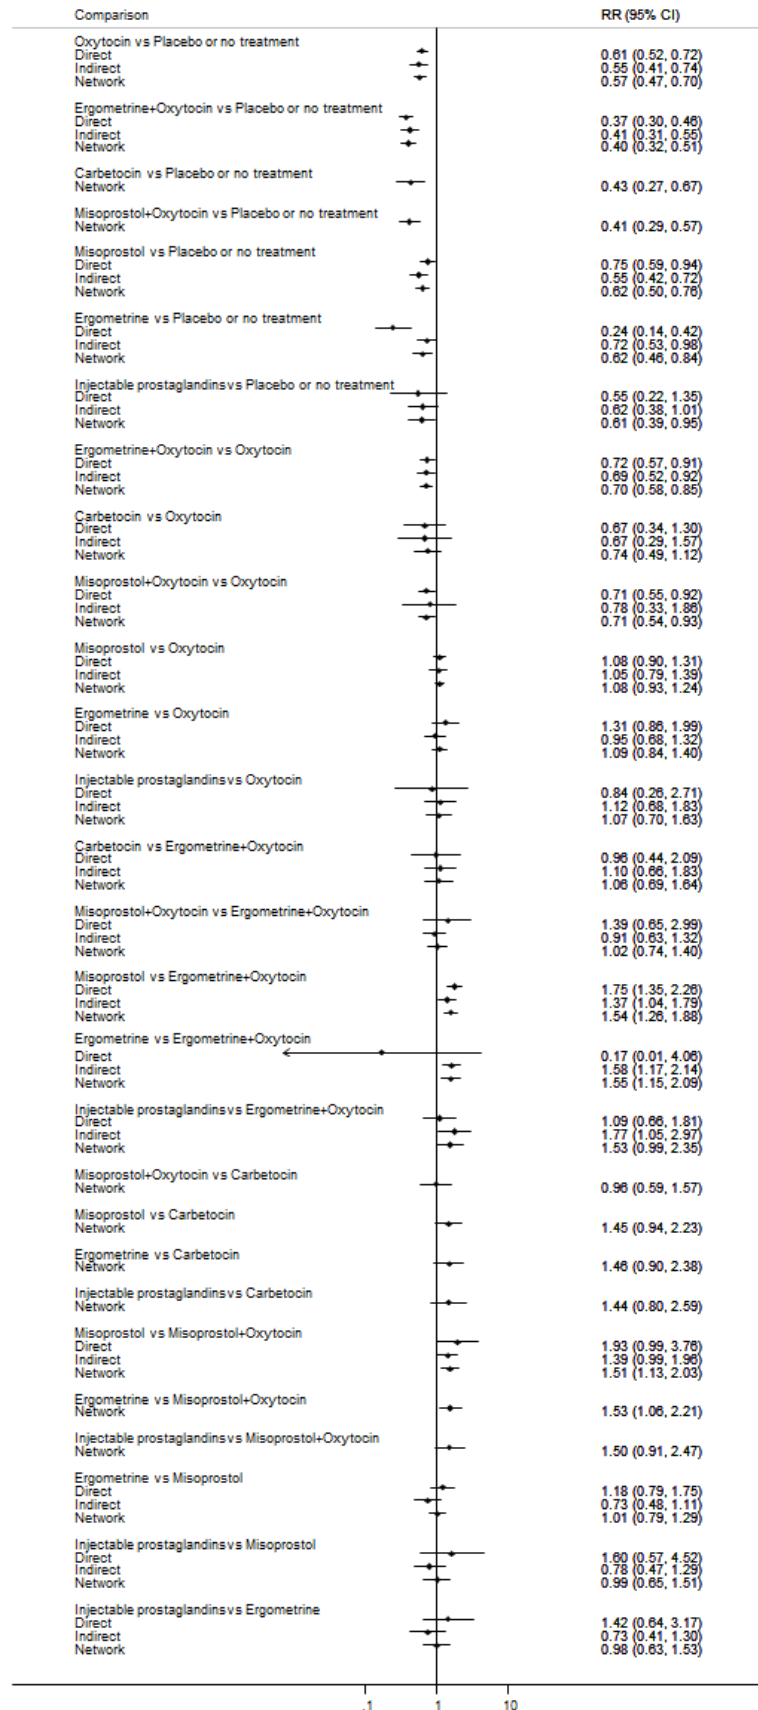 Comparison RR (95% CI)
Oxytocin vs Placebo or no treatment
Direct 0.61 (0.52, 0.72)
Indirect 0.55 (0.41, 0.74)
Network 0.57 (0.47, 0.70)
Ergometrine+Oxytocin vs Placebo or no treatment
Direct 0.37 (0.30, 0.46)
Indirect 0.41 (0.31, 0.55)
Network 0.40 (0.32, 0.51)
Carbetocin vs Placebo or no treatment
Network 0.43 (0.27, 0.67)
Misoprostol+Oxytocin vs Placebo or no treatment
Network 0.41 (0.29, 0.57)
Misoprostol vs Placebo or no treatment
Direct 0.75 (0.59, 0.94)
Indirect 0.55 (0.42, 0.72)
Network 0.62 (0.50, 0.76)
Ergometrine vs Placebo or no treatment
Direct 0.24 (0.14, 0.42)
Indirect 0.72 (0.53, 0.98)
Network 0.62 (0.46, 0.84)
Injectable prostaglandins vs Placebo or no treatment
Direct 0.55 (0.22, 1.35)
Indirect 0.62 (0.38, 1.01)
Network 0.61 (0.39, 0.95)
Ergometrine+Oxytocin vs Oxytocin
Direct 0.72 (0.57, 0.91)
Indirect 0.69 (0.52, 0.92)
Network 0.70 (0.58, 0.85)
Carbetocin vs Oxytocin
Direct 0.67 (0.34, 1.30)
Indirect 0.67 (0.29, 1.57)
Network 0.74 (0.49, 1.12)
Misoprostol+Oxytocin vs Oxytocin
Direct 0.71 (0.55, 0.92)
Indirect 0.78 (0.33, 1.86)
Network 0.71 (0.54, 0.93)
Misoprostol vs Oxytocin
Direct 1.08 (0.90, 1.31)
Indirect 1.05 (0.79, 1.39)
Network 1.08 (0.93, 1.24)
Ergometrine vs Oxytocin
Direct 1.31 (0.86, 1.99)
Indirect 0.95 (0.68, 1.32)
Network 1.09 (0.84, 1.40)
Injectable prostaglandins vs Oxytocin
Direct 0.84 (0.26, 2.71)
Indirect 1.12 (0.68, 1.83)
Network 1.07 (0.70, 1.63)
Carbetocin vs Ergometrine+Oxytocin
Direct 0.96 (0.44, 2.09)
Indirect 1.10 (0.66, 1.83)
Network 1.06 (0.69, 1.64)
Misoprostol+Oxytocin vs Ergometrine+Oxytocin
Direct 1.39 (0.65, 2.99)
Indirect 0.91 (0.63, 1.32)
Network 1.02 (0.74, 1.40)
Misoprostol vs Ergometrine+Oxytocin
Direct 1.75 (1.35, 2.26)
Indirect 1.37 (1.04, 1.79)
Network 1.54 (1.26, 1.88)
Ergometrine vs Ergometrine+Oxytocin
Direct 0.17 (0.01, 4.06)
Indirect 1.58 (1.17, 2.14)
Network 1.55 (1.15, 2.09)
Injectable prostaglandins vs Ergometrine+Oxytocin
Direct 1.09 (0.66, 1.81)
Indirect 1.77 (1.05, 2.97)
Network 1.53 (0.99, 2.35)
Misoprostol+Oxytocin vs Carbetocin
Network 0.96 (0.59, 1.57)
Misoprostol vs Carbetocin
Network 1.45 (0.94, 2.23)
Ergometrine vs Carbetocin
Network 1.46 (0.90, 2.38)
Injectable prostaglandins vs Carbetocin
Network 1.44 (0.80, 2.59)
Misoprostol vs Misoprostol+Oxytocin
Direct 1.93 (0.99, 3.76)
Indirect 1.39 (0.99, 1.96)
Network 1.51 (1.13, 2.03)
Ergometrine vs Misoprostol+Oxytocin
Network 1.53 (1.06, 2.21)
Injectable prostaglandins vs Misoprostol+Oxytocin
Network 1.50 (0.91, 2.47)
Ergometrine vs Misoprostol
Direct 1.18 (0.79, 1.75)
Indirect 0.73 (0.48, 1.11)
Network 1.01 (0.79, 1.29)
Injectable prostaglandins vs Misoprostol
Direct 1.60 (0.57, 4.52)
Indirect 0.78 (0.47, 1.29)
Network 0.99 (0.65, 1.51)
Injectable prostaglandins vs Ergometrine
Direct 1.42 (0.64, 3.17)
Indirect 0.73 (0.41, 1.30)
Network 0.98 (0.63, 1.53)
.1 1 10